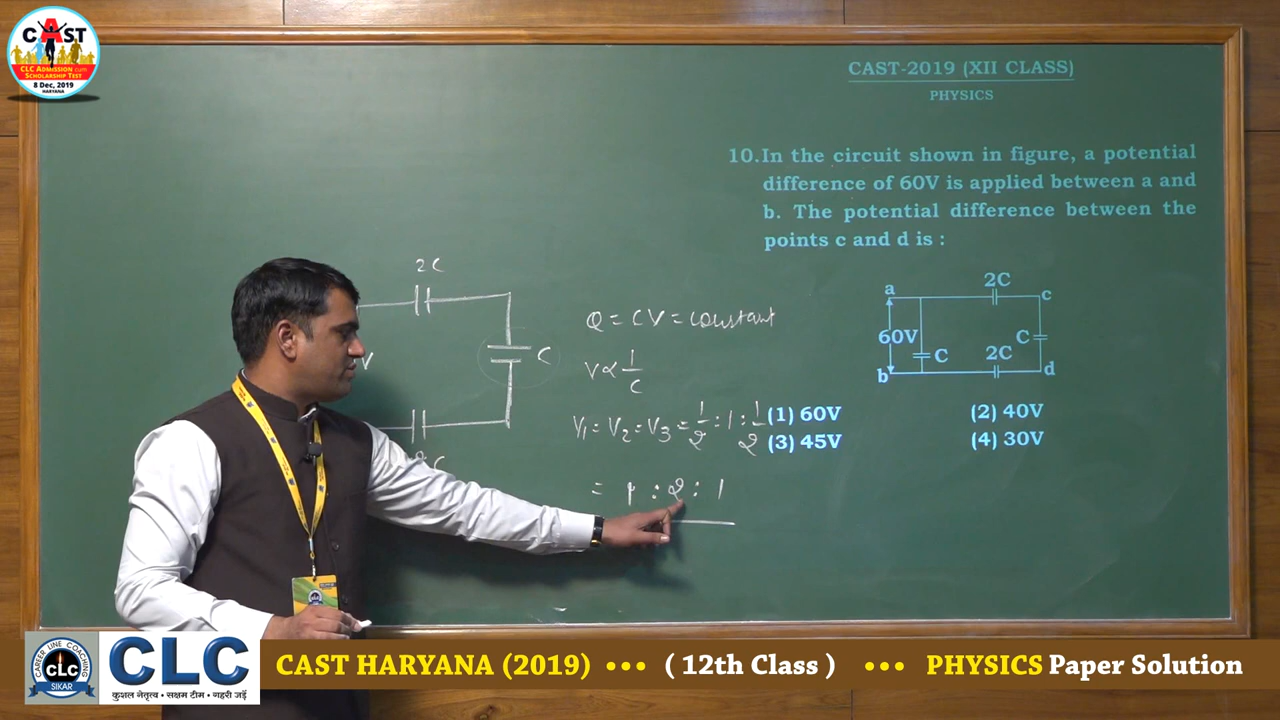 CAST
CLC ADMISSION cum
SCHOLARSHIP TEST
8 Dec, 2019
HARYANA
CAST-2019 (XII CLASS)
PHYSICS
10.In the circuit shown in figure, a potential
difference of 60V is applied between a and
b. The potential difference between the
points c and d is :
a
2C
c
60V
C
C
2C
b
d
(1) 60V
(2) 40V
(3) 45V
(4) 30V
2C
C
V
C
Q = CV = constant
V ∝ 1/C
V1 = V2 = V3 = 1/2 : 1 : 1/2
= 1 : 2 : 1
CAREER LINE COACHING
CLC
SIKAR
CLC
कुशल नेतृत्व • सक्षम टीम • गहरी जड़ें
CAST HARYANA (2019) ••• ( 12th Class ) ••• PHYSICS Paper Solution